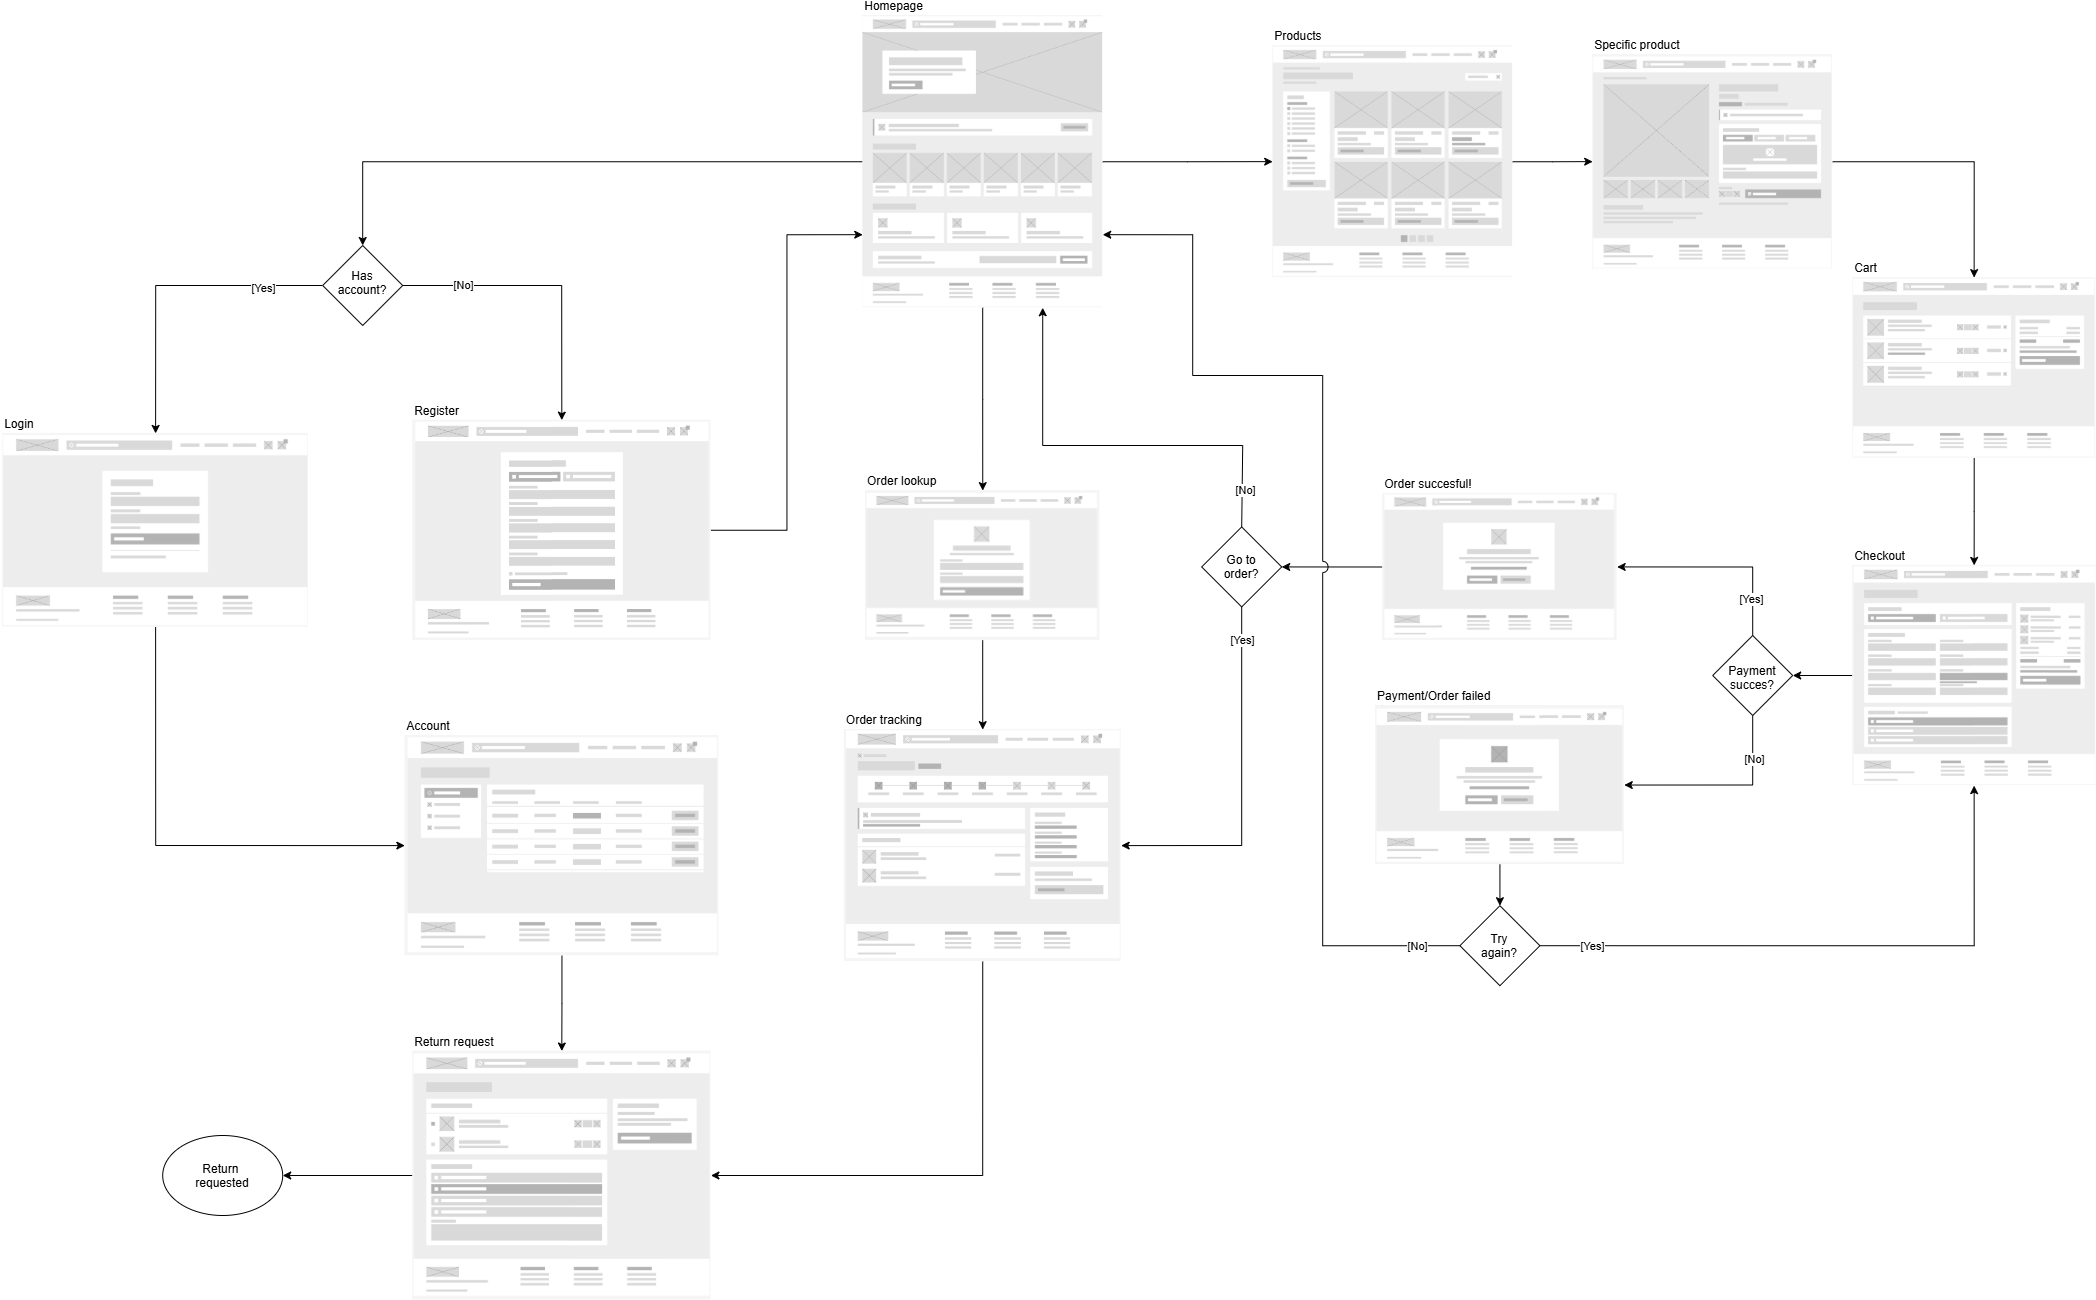 Homepage
Products
Specific product
Has
account?
[Yes]
[No]
Cart
Login
Register
Order lookup
Order succesful!
[No]
Go to
order?
[Yes]
Checkout
[Yes]
Payment
succes?
[No]
Payment/Order failed
Account
Order tracking
Try
again?
[No]
[Yes]
Return request
Return
requested